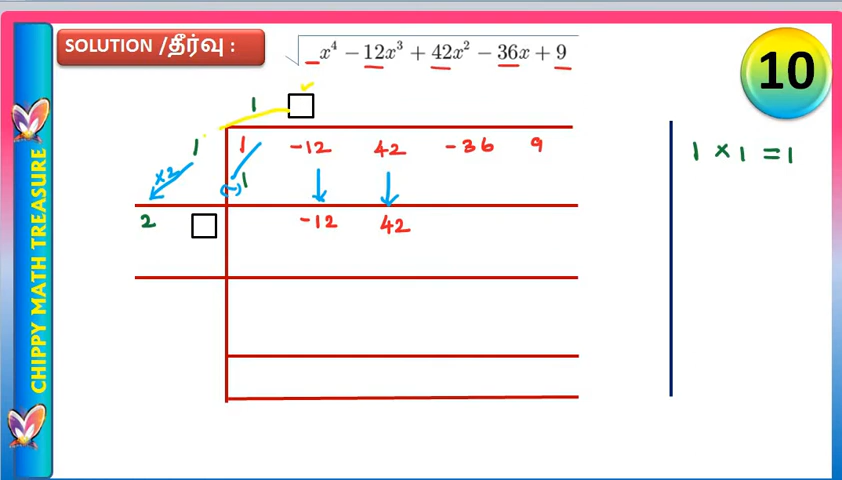 SOLUTION /தீர்வு :
√x⁴ − 12x³ + 42x² − 36x + 9
10
1
1 1 -12 42 -36 9
1 × 1 = 1
×2
(-) 1
2 -12 42
CHIPPY MATH TREASURE